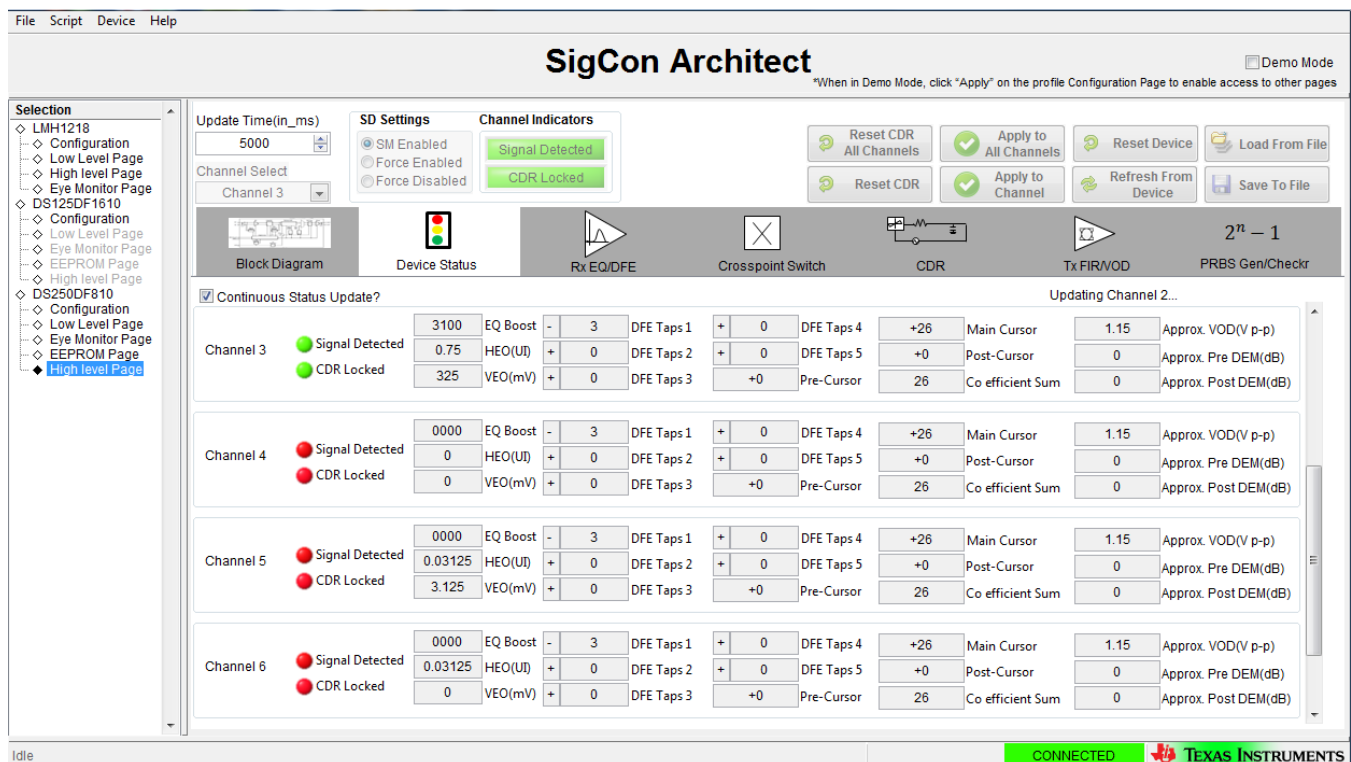 File Script Device Help
SigCon Architect
Demo Mode
*When in Demo Mode, click "Apply" on the profile Configuration Page to enable access to other pages
Selection
LMH1218
Configuration
Low Level Page
High level Page
Eye Monitor Page
DS125DF1610
Configuration
Low Level Page
Eye Monitor Page
EEPROM Page
High level Page
DS250DF810
Configuration
Low Level Page
Eye Monitor Page
EEPROM Page
High level Page
Update Time(in_ms)
5000
Channel Select
Channel 3
SD Settings
SM Enabled
Force Enabled
Force Disabled
Channel Indicators
Signal Detected
CDR Locked
Reset CDR
All Channels
Apply to
All Channels
Reset Device
Load From File
Reset CDR
Apply to
Channel
Refresh From
Device
Save To File
Block Diagram
Device Status
Rx EQ/DFE
Crosspoint Switch
CDR
Tx FIR/VOD
2ⁿ − 1
PRBS Gen/Checkr
Continuous Status Update?
Updating Channel 2...
Channel 3
Signal Detected
CDR Locked
3100 EQ Boost - 3 DFE Taps 1 + 0 DFE Taps 4 +26 Main Cursor 1.15 Approx. VOD(V p-p)
0.75 HEO(UI) + 0 DFE Taps 2 + 0 DFE Taps 5 +0 Post-Cursor 0 Approx. Pre DEM(dB)
325 VEO(mV) + 0 DFE Taps 3 +0 Pre-Cursor 26 Co efficient Sum 0 Approx. Post DEM(dB)
Channel 4
Signal Detected
CDR Locked
0000 EQ Boost - 3 DFE Taps 1 + 0 DFE Taps 4 +26 Main Cursor 1.15 Approx. VOD(V p-p)
0 HEO(UI) + 0 DFE Taps 2 + 0 DFE Taps 5 +0 Post-Cursor 0 Approx. Pre DEM(dB)
0 VEO(mV) + 0 DFE Taps 3 +0 Pre-Cursor 26 Co efficient Sum 0 Approx. Post DEM(dB)
Channel 5
Signal Detected
CDR Locked
0000 EQ Boost - 3 DFE Taps 1 + 0 DFE Taps 4 +26 Main Cursor 1.15 Approx. VOD(V p-p)
0.03125 HEO(UI) + 0 DFE Taps 2 + 0 DFE Taps 5 +0 Post-Cursor 0 Approx. Pre DEM(dB)
3.125 VEO(mV) + 0 DFE Taps 3 +0 Pre-Cursor 26 Co efficient Sum 0 Approx. Post DEM(dB)
Channel 6
Signal Detected
CDR Locked
0000 EQ Boost - 3 DFE Taps 1 + 0 DFE Taps 4 +26 Main Cursor 1.15 Approx. VOD(V p-p)
0.03125 HEO(UI) + 0 DFE Taps 2 + 0 DFE Taps 5 +0 Post-Cursor 0 Approx. Pre DEM(dB)
0 VEO(mV) + 0 DFE Taps 3 +0 Pre-Cursor 26 Co efficient Sum 0 Approx. Post DEM(dB)
Idle
CONNECTED
TEXAS INSTRUMENTS